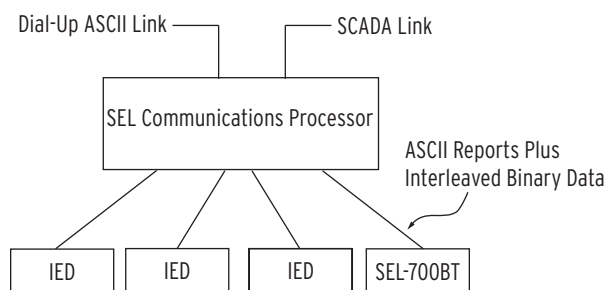 Dial-Up ASCII Link
SCADA Link
SEL Communications Processor
ASCII Reports Plus
Interleaved Binary Data
IED
IED
IED
SEL-700BT